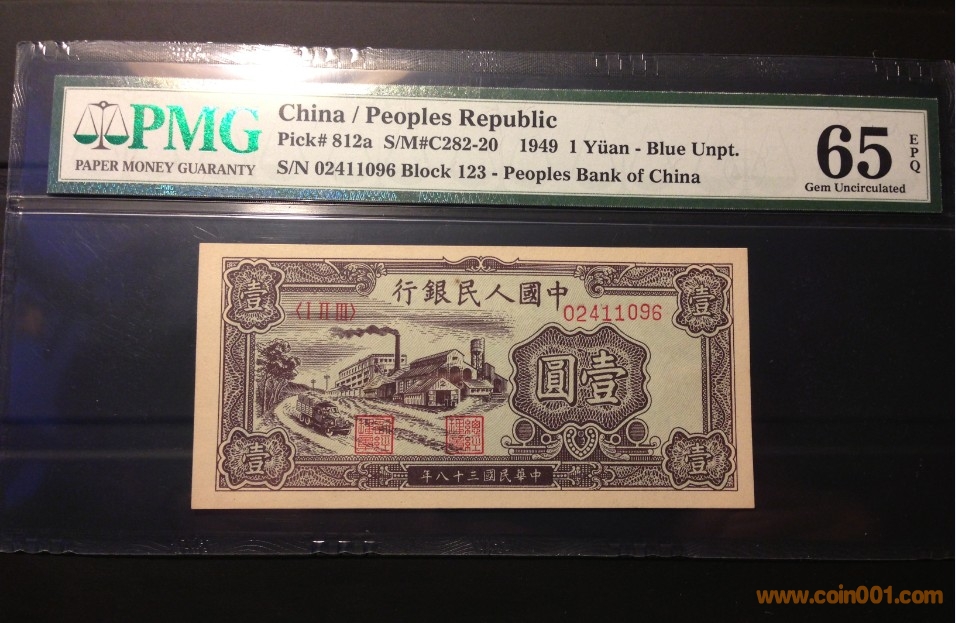 PMG
PAPER MONEY GUARANTY
China / Peoples Republic
Pick# 812a S/M#C282-20 1949 1 Yüan - Blue Unpt.
S/N 02411096 Block 123 - Peoples Bank of China
65
EPQ
Gem Uncirculated
行銀民人國中
壹
壹
〈I II III〉
02411096
圓壹
壹
壹
年八十三國民華中
www.coin001.com